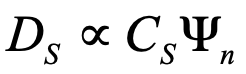 D_S ∝ C_S Ψ_n